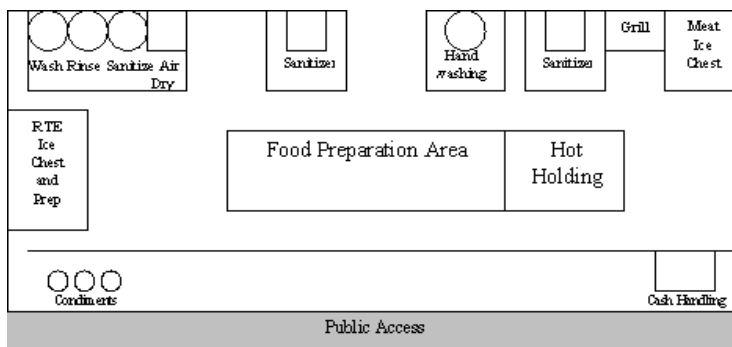 Wash Rinse Sanitize Air
Dry
Sanitizer
Hand
washing
Sanitizer
Grill
Meat
Ice
Chest
RTE
Ice
Chest
and
Prep
Food Preparation Area
Hot
Holding
Condiments
Cash Handling
Public Access